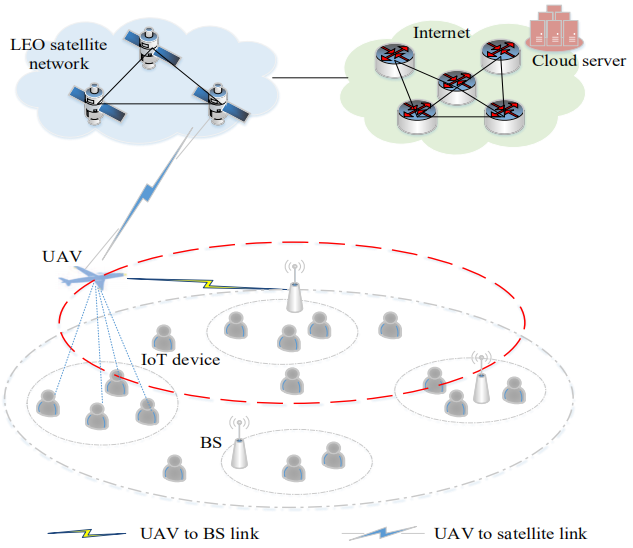 LEO satellite
network
Internet
Cloud server
UAV
IoT device
BS
UAV to BS link
UAV to satellite link